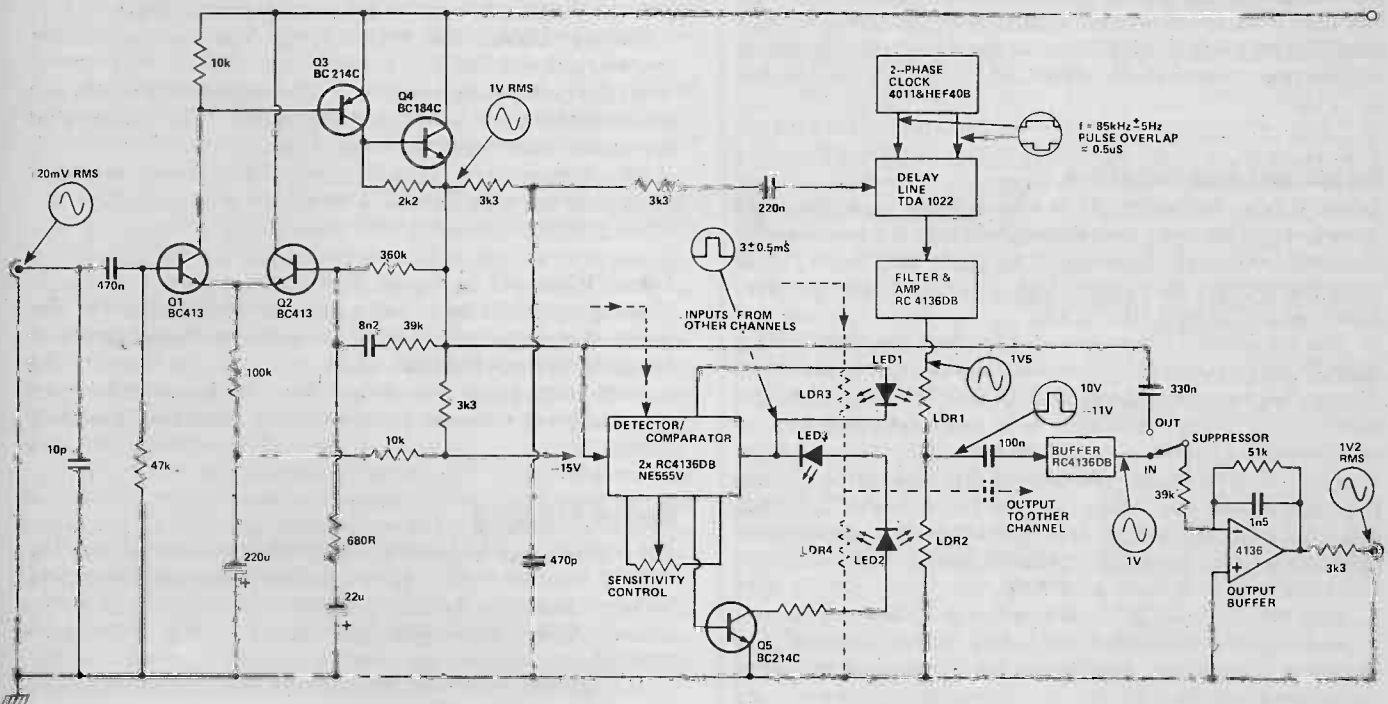 10k
Q3
BC 214C
Q4
BC184C
1V RMS
2--PHASE
CLOCK
4011&HEF40B
f = 85kHz ± 5Hz
PULSE OVERLAP
≈ 0.5uS
20mV RMS
2k2
3k3
3k3
220n
DELAY
LINE
TDA 1022
3 ± 0.5mS
470n
Q1
BC413
Q2
BC413
360k
8n2
39k
INPUTS FROM
OTHER CHANNELS
FILTER &
AMP
RC 4136DB
LED1
1V5
LDR3
LDR1
10V
--11V
330n
100k
3k3
OUT
SUPPRESSOR
IN
51k
1V2
RMS
10p
47k
10k
--15V
DETECTOR/
COMPARATOR
2x RC4136DB
NE555V
LED3
100n
BUFFER
RC4136DB
39k
1n5
OUTPUT
TO OTHER
CHANNEL
1V
680R
220u
+
22u
+
470p
SENSITIVITY
CONTROL
LDR4
LED2
LDR2
4136
–
+
OUTPUT
BUFFER
3k3
Q5
BC214C